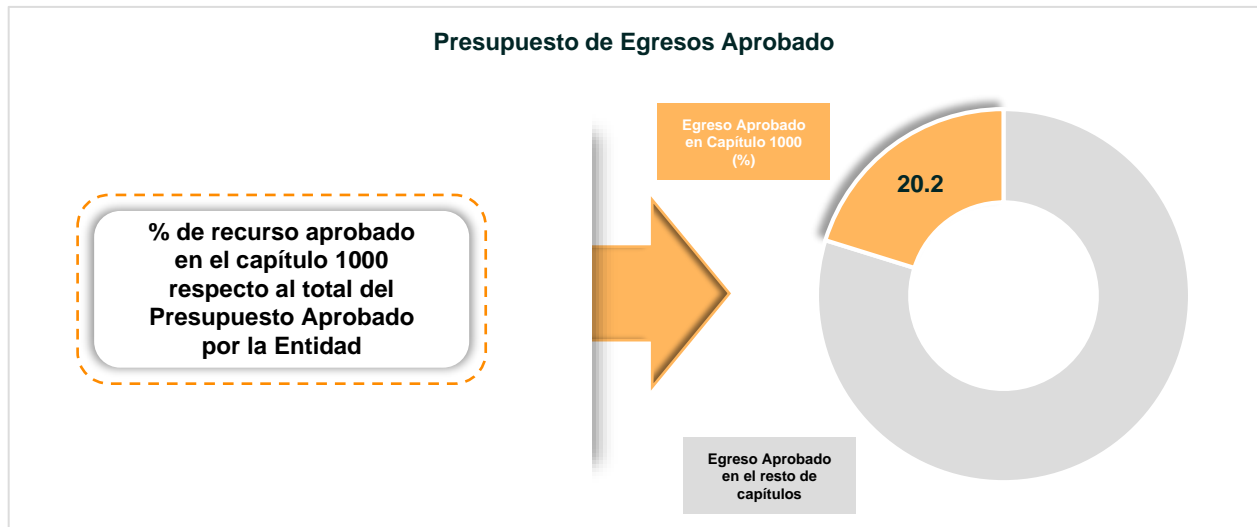 Presupuesto de Egresos Aprobado
Egreso Aprobado
en Capítulo 1000
(%)
20.2
% de recurso aprobado
en el capítulo 1000
respecto al total del
Presupuesto Aprobado
por la Entidad
Egreso Aprobado
en el resto de
capítulos